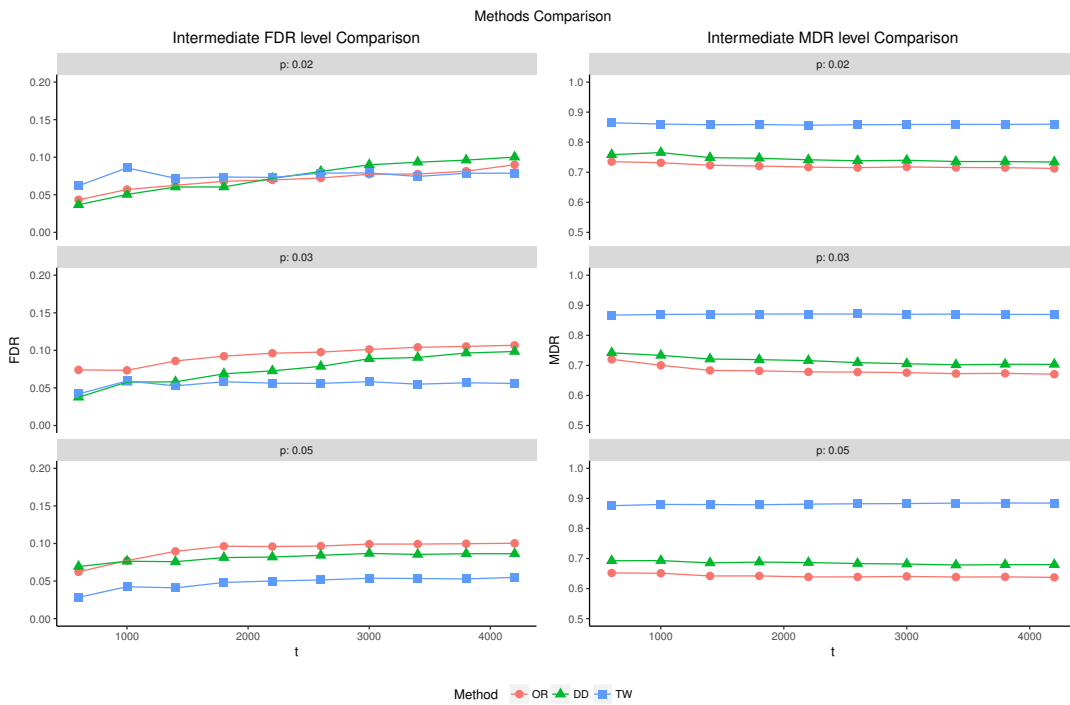 Methods Comparison
Intermediate FDR level Comparison
p: 0.02
0.20
0.15
0.10
0.05
0.00
p: 0.03
0.20
0.15
0.10
0.05
0.00
p: 0.05
0.20
0.15
0.10
0.05
0.00
FDR
1000 2000 3000 4000
t
Intermediate MDR level Comparison
p: 0.02
1.0
0.9
0.8
0.7
0.6
0.5
p: 0.03
1.0
0.9
0.8
0.7
0.6
0.5
p: 0.05
1.0
0.9
0.8
0.7
0.6
0.5
MDR
1000 2000 3000 4000
t
Method OR DD TW